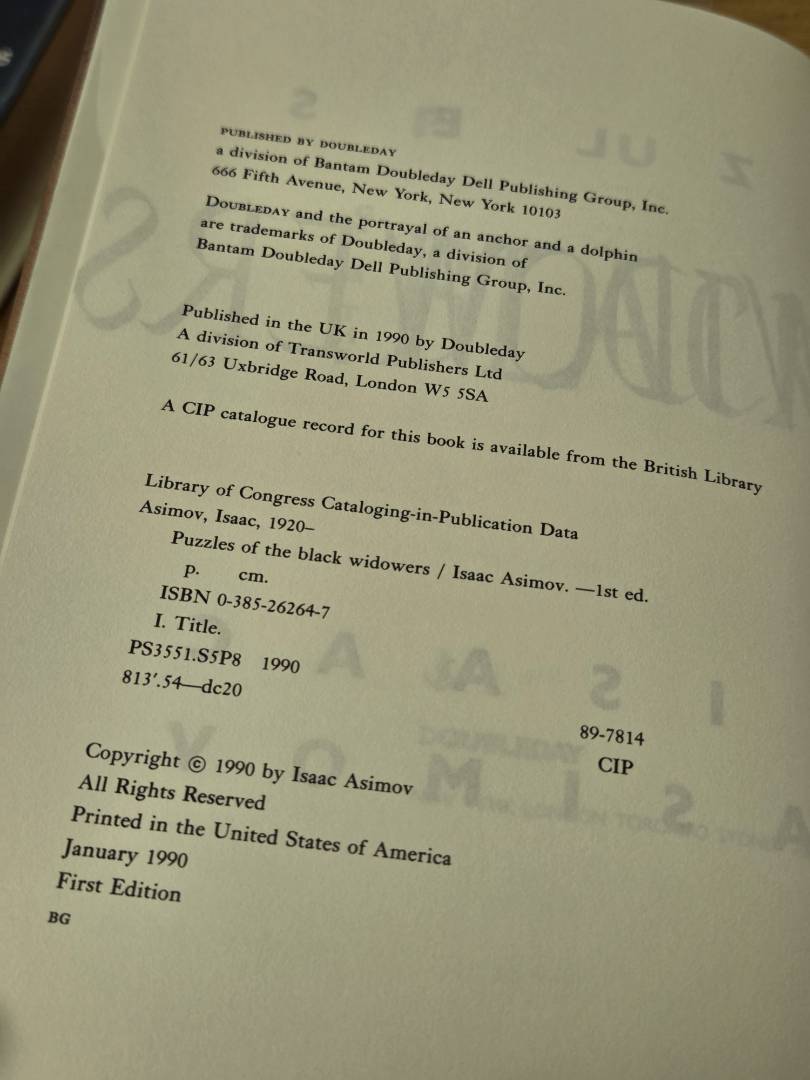 PUBLISHED BY DOUBLEDAY
a division of Bantam Doubleday Dell Publishing Group, Inc.
666 Fifth Avenue, New York, New York 10103
DOUBLEDAY and the portrayal of an anchor and a dolphin
are trademarks of Doubleday, a division of
Bantam Doubleday Dell Publishing Group, Inc.
Published in the UK in 1990 by Doubleday
A division of Transworld Publishers Ltd
61/63 Uxbridge Road, London W5 5SA
A CIP catalogue record for this book is available from the British Library
Library of Congress Cataloging-in-Publication Data
Asimov, Isaac, 1920–
Puzzles of the black widowers / Isaac Asimov. —1st ed.
p. cm.
ISBN 0-385-26264-7
I. Title.
PS3551.S5P8 1990
813'.54—dc20
89-7814
CIP
Copyright © 1990 by Isaac Asimov
All Rights Reserved
Printed in the United States of America
January 1990
First Edition
BG